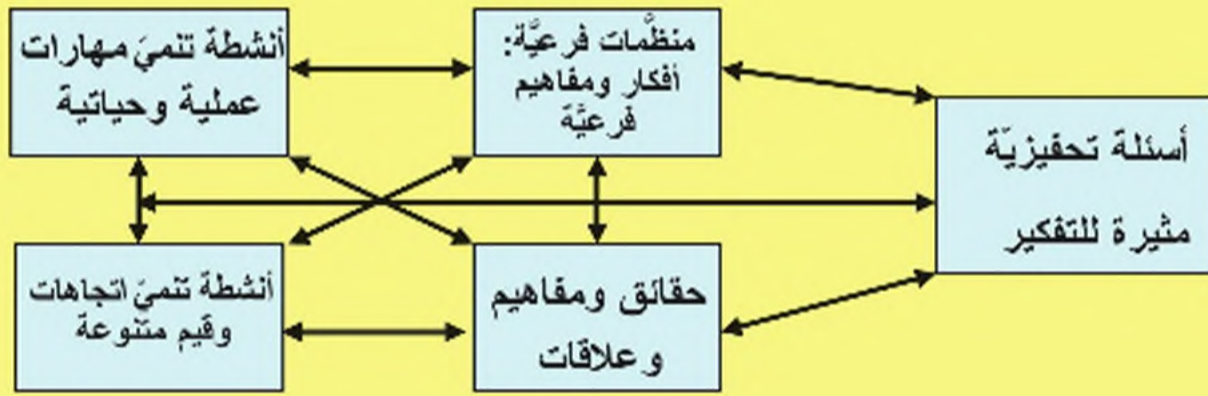 أسئلة تحفيزيّة
مثيرة للتفكير
منظَّمات فرعيَّة:
أفكار ومفاهيم
فرعيَّة
أنشطة تنميَ مهارات
عملية وحياتية
حقائق ومفاهيم
وعلاقات
أنشطة تنميّ اتجاهات
وقيم متنوعة